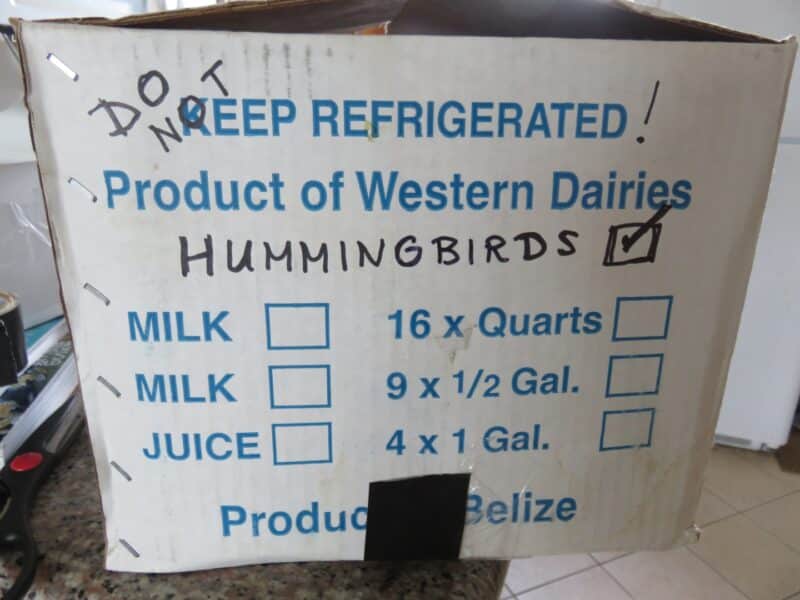 DO NOT
KEEP REFRIGERATED!
Product of Western Dairies
HUMMINGBIRDS
MILK 16 x Quarts
MILK 9 x 1/2 Gal.
JUICE 4 x 1 Gal.
Produc Belize